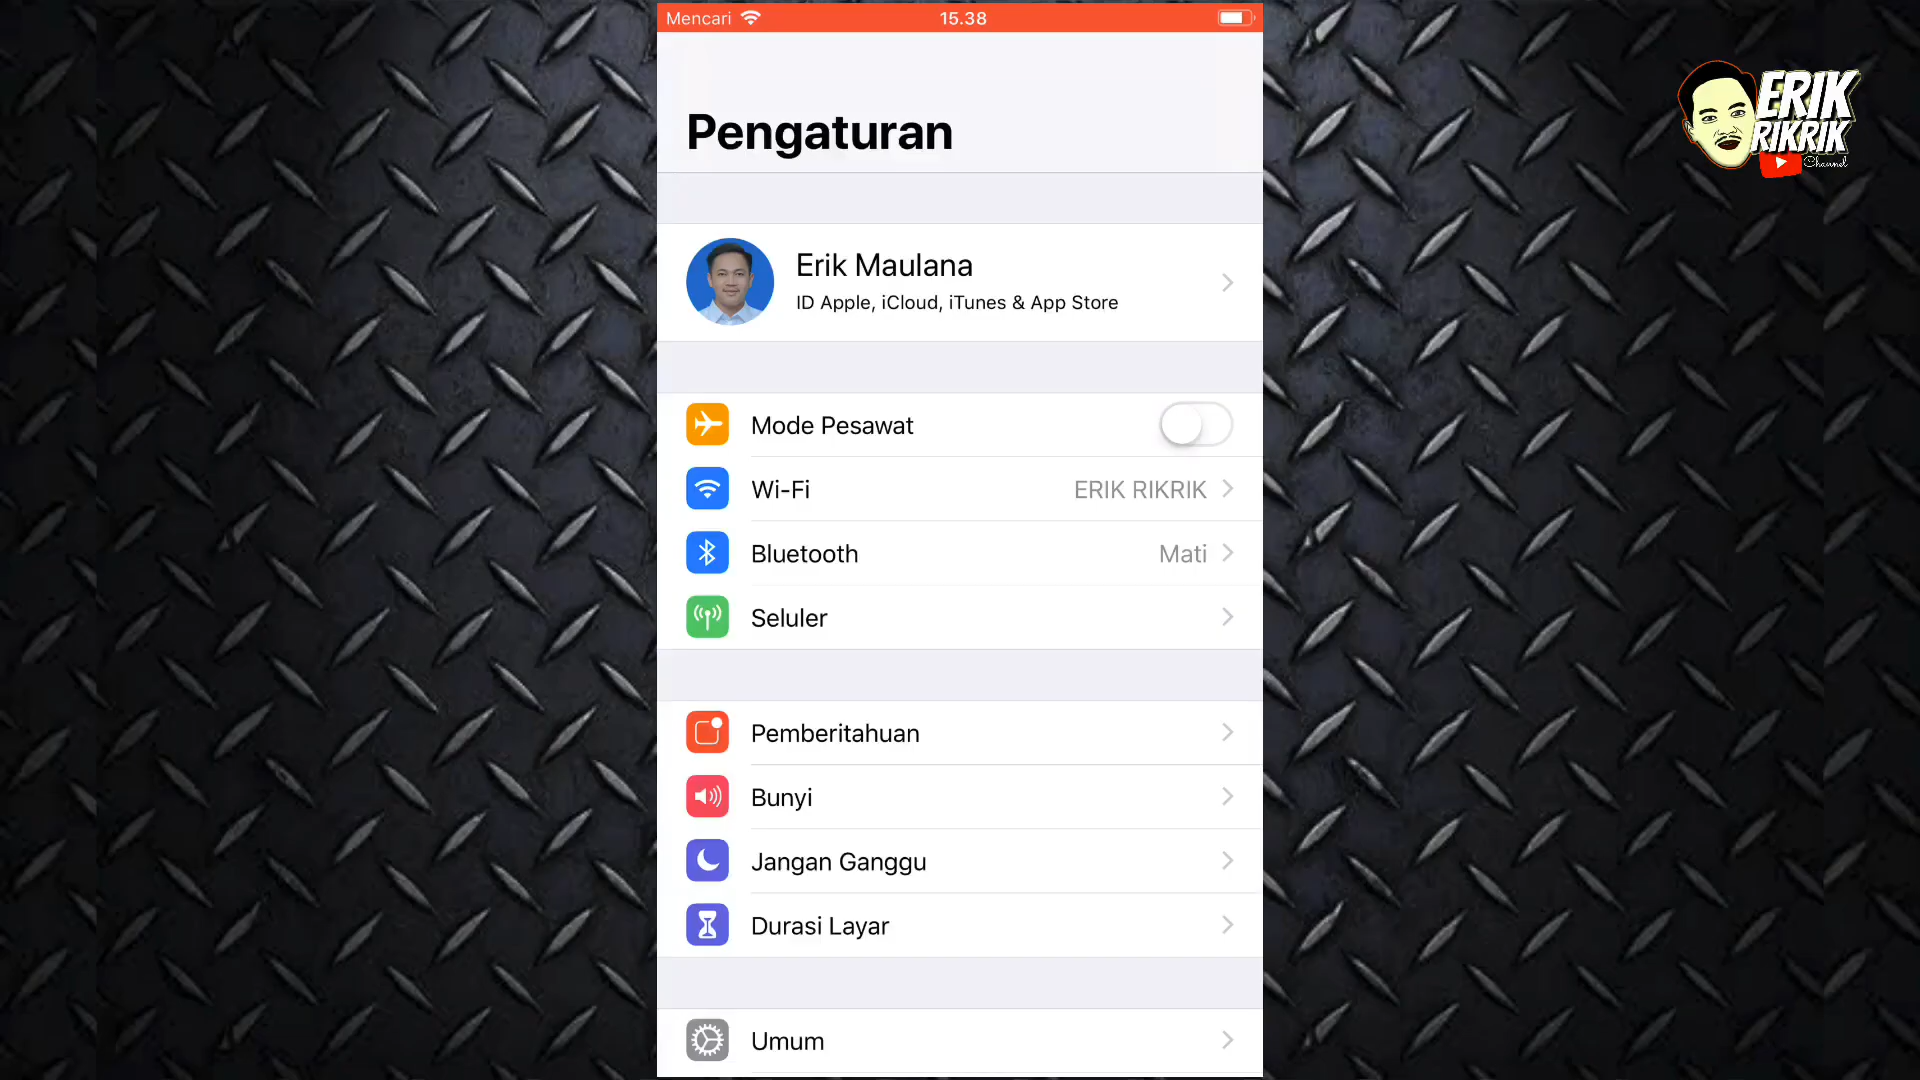 Mencari 15.38
ERIK
RIKRIK
Channel
Pengaturan
Erik Maulana
ID Apple, iCloud, iTunes & App Store
Mode Pesawat
Wi-Fi ERIK RIKRIK
Bluetooth Mati
Seluler
Pemberitahuan
Bunyi
Jangan Ganggu
Durasi Layar
Umum